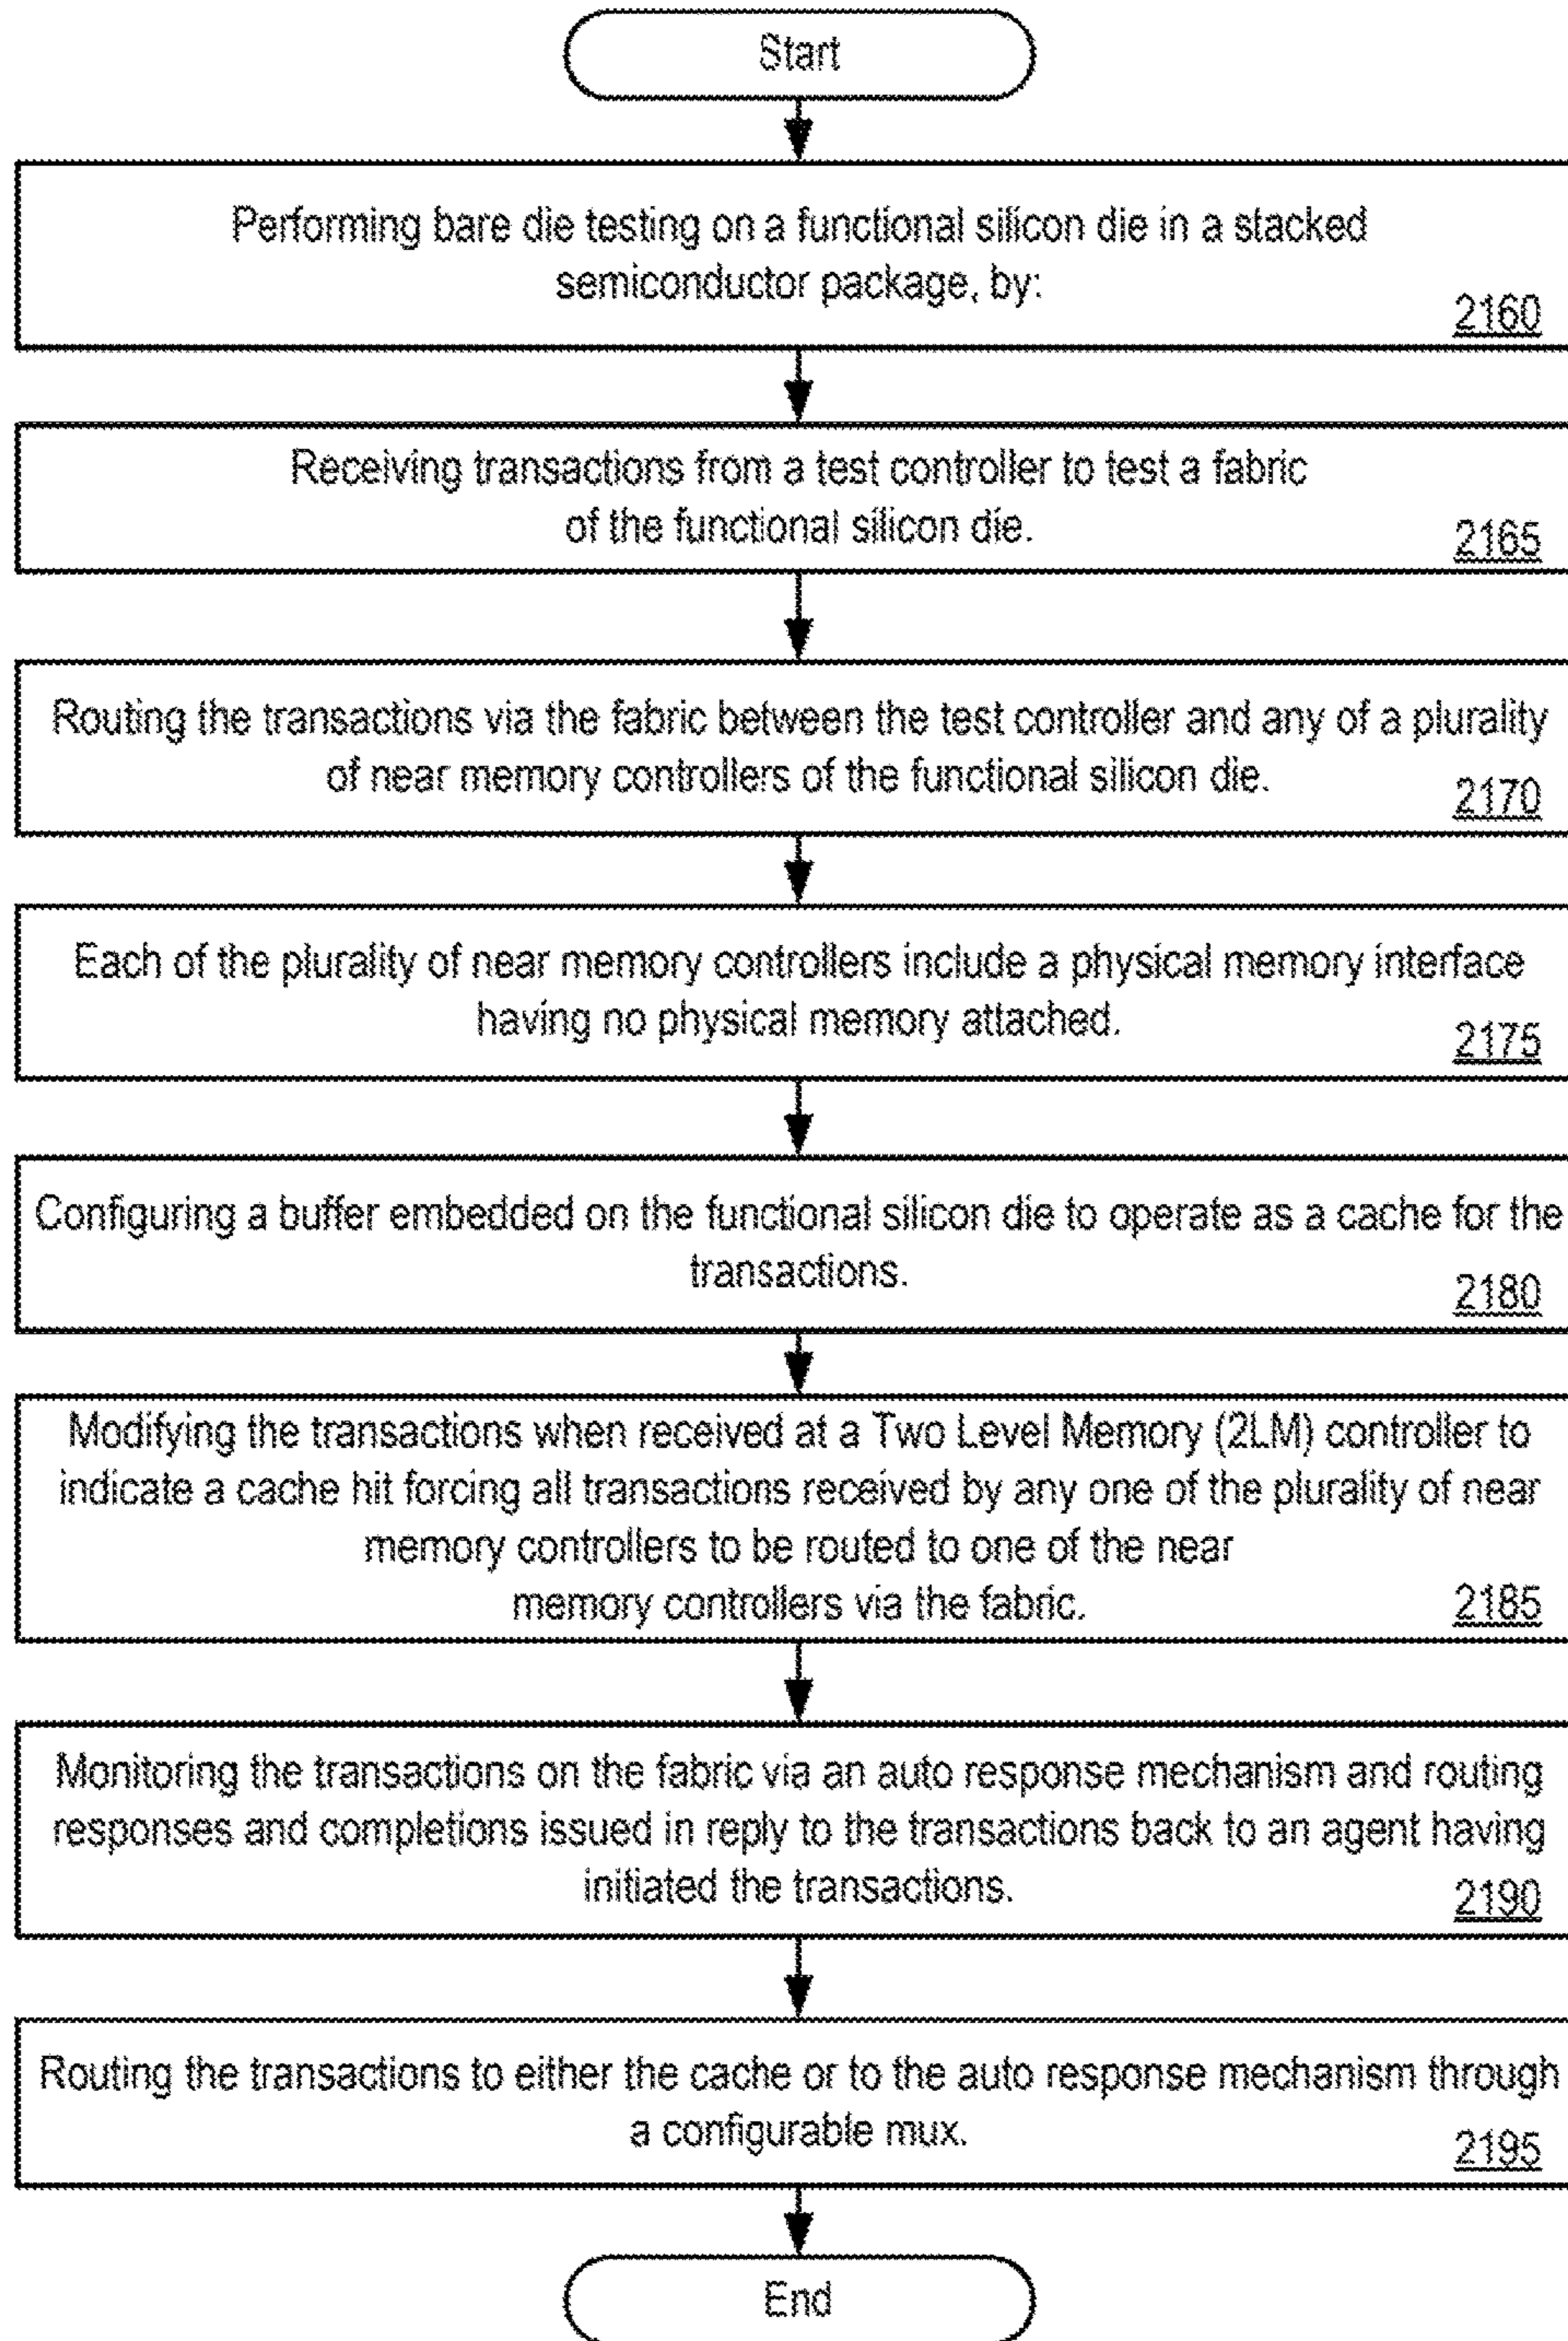 Start
Performing bare die testing on a functional silicon die in a stacked
semiconductor package, by:
2160
Receiving transactions from a test controller to test a fabric
of the functional silicon die.
2165
Routing the transactions via the fabric between the test controller and any of a plurality
of near memory controllers of the functional silicon die.
2170
Each of the plurality of near memory controllers include a physical memory interface
having no physical memory attached.
2175
Configuring a buffer embedded on the functional silicon die to operate as a cache for the
transactions.
2180
Modifying the transactions when received at a Two Level Memory (2LM) controller to
indicate a cache hit forcing all transactions received by any one of the plurality of near
memory controllers to be routed to one of the near
memory controllers via the fabric.
2185
Monitoring the transactions on the fabric via an auto response mechanism and routing
responses and completions issued in reply to the transactions back to an agent having
initiated the transactions.
2190
Routing the transactions to either the cache or to the auto response mechanism through
a configurable mux.
2195
End